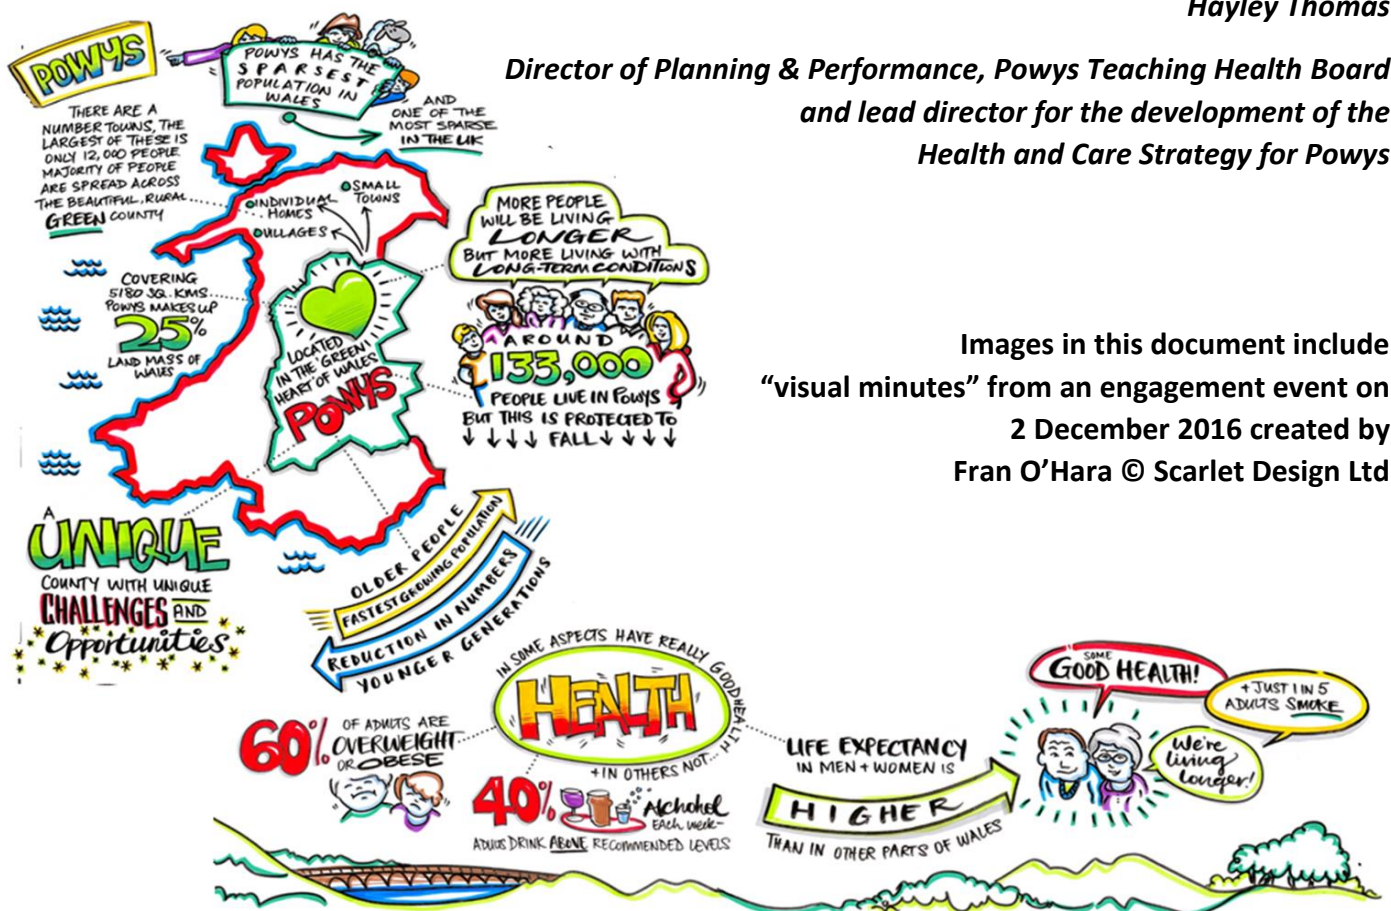 Hayley Thomas
Director of Planning & Performance, Powys Teaching Health Board
and lead director for the development of the
Health and Care Strategy for Powys
POWYS
POWYS HAS THE
SPARSEST
POPULATION IN
WALES
AND
ONE OF THE
MOST SPARSE
IN THE UK
THERE ARE A
NUMBER TOWNS, THE
LARGEST OF THESE IS
ONLY 12,000 PEOPLE.
MAJORITY OF PEOPLE
ARE SPREAD ACROSS
THE BEAUTIFUL, RURAL
GREEN COUNTY
INDIVIDUAL
HOMES
SMALL
TOWNS
VILLAGES
MORE PEOPLE
WILL BE LIVING
LONGER
BUT MORE LIVING WITH
LONG-TERM CONDITIONS
COVERING
5180 SQ. KMS
POWYS MAKES UP
25%
LAND MASS OF
WALES
LOCATED
IN THE 'GREEN'
HEART OF WALES
POWYS
AROUND
133,000
PEOPLE LIVE IN POWYS
BUT THIS IS PROJECTED TO
FALL
Images in this document include
“visual minutes” from an engagement event on
2 December 2016 created by
Fran O’Hara © Scarlet Design Ltd
A
UNIQUE
COUNTY WITH UNIQUE
CHALLENGES AND
Opportunities
OLDER PEOPLE
FASTEST GROWING POPULATION
REDUCTION IN NUMBERS
YOUNGER GENERATIONS
IN SOME ASPECTS HAVE REALLY GOOD HEALTH
HEALTH
+ IN OTHERS NOT...
60%
OF ADULTS ARE
OVERWEIGHT
OR OBESE
40%
Alchohol
EACH WEEK-
ADULTS DRINK ABOVE RECOMMENDED LEVELS
LIFE EXPECTANCY
IN MEN + WOMEN IS
HIGHER
THAN IN OTHER PARTS OF WALES
SOME
GOOD HEALTH!
+ JUST 1 IN 5
ADULTS SMOKE
We're
living
longer!